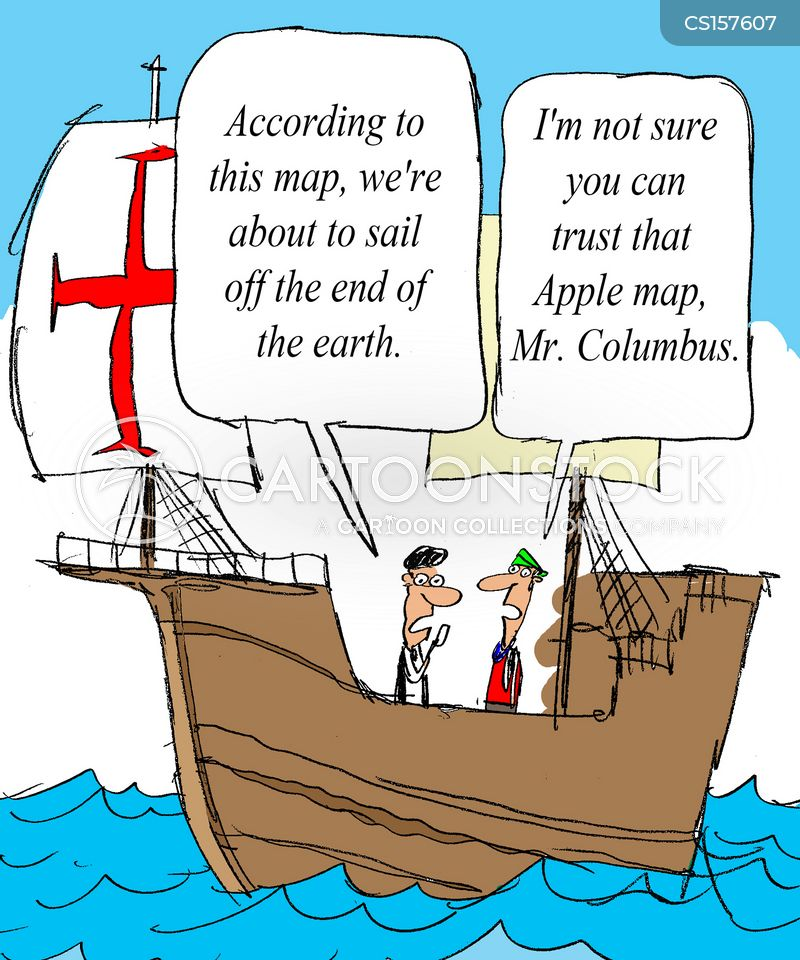 CS157607
According to
this map, we're
about to sail
off the end of
the earth.
I'm not sure
you can
trust that
Apple map,
Mr. Columbus.
CARTOONSTOCK
A CARTOON COLLECTIONS COMPANY